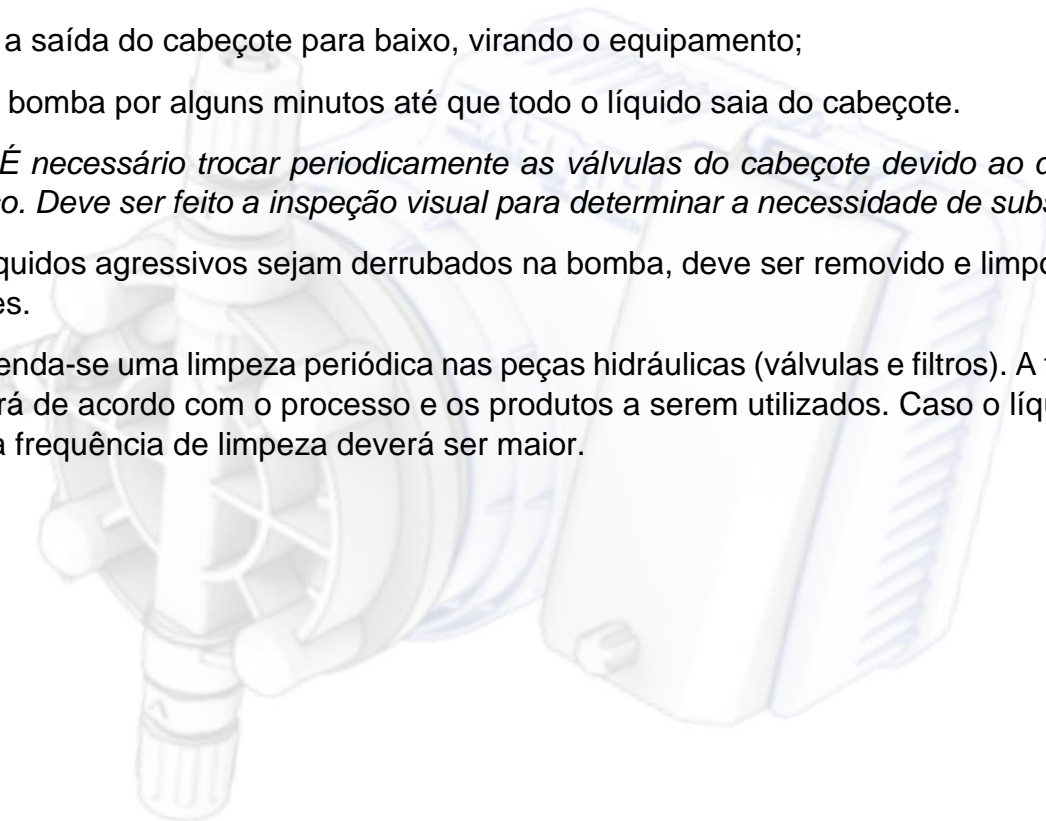 a saída do cabeçote para baixo, virando o equipamento;
bomba por alguns minutos até que todo o líquido saia do cabeçote.
É necessário trocar periodicamente as válvulas do cabeçote devido ao
o. Deve ser feito a inspeção visual para determinar a necessidade de subs
quidos agressivos sejam derrubados na bomba, deve ser removido e limpo
es.
enda-se uma limpeza periódica nas peças hidráulicas (válvulas e filtros). A
rá de acordo com o processo e os produtos a serem utilizados. Caso o líqu
a frequência de limpeza deverá ser maior.